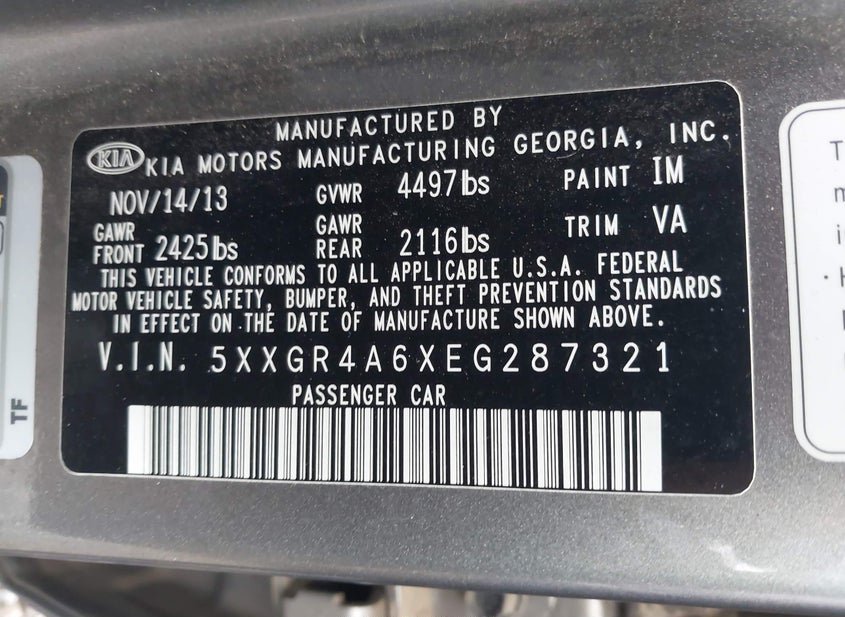 MANUFACTURED BY
KIA KIA MOTORS MANUFACTURING GEORGIA, INC.
NOV/14/13 GVWR 4497lbs PAINT IM
GAWR FRONT 2425lbs GAWR REAR 2116lbs TRIM VA
THIS VEHICLE CONFORMS TO ALL APPLICABLE U.S.A. FEDERAL
MOTOR VEHICLE SAFETY, BUMPER, AND THEFT PREVENTION STANDARDS
IN EFFECT ON THE DATE OF MANUFACTURE SHOWN ABOVE.
V.I.N. 5XXGR4A6XEG287321
PASSENGER CAR
TF